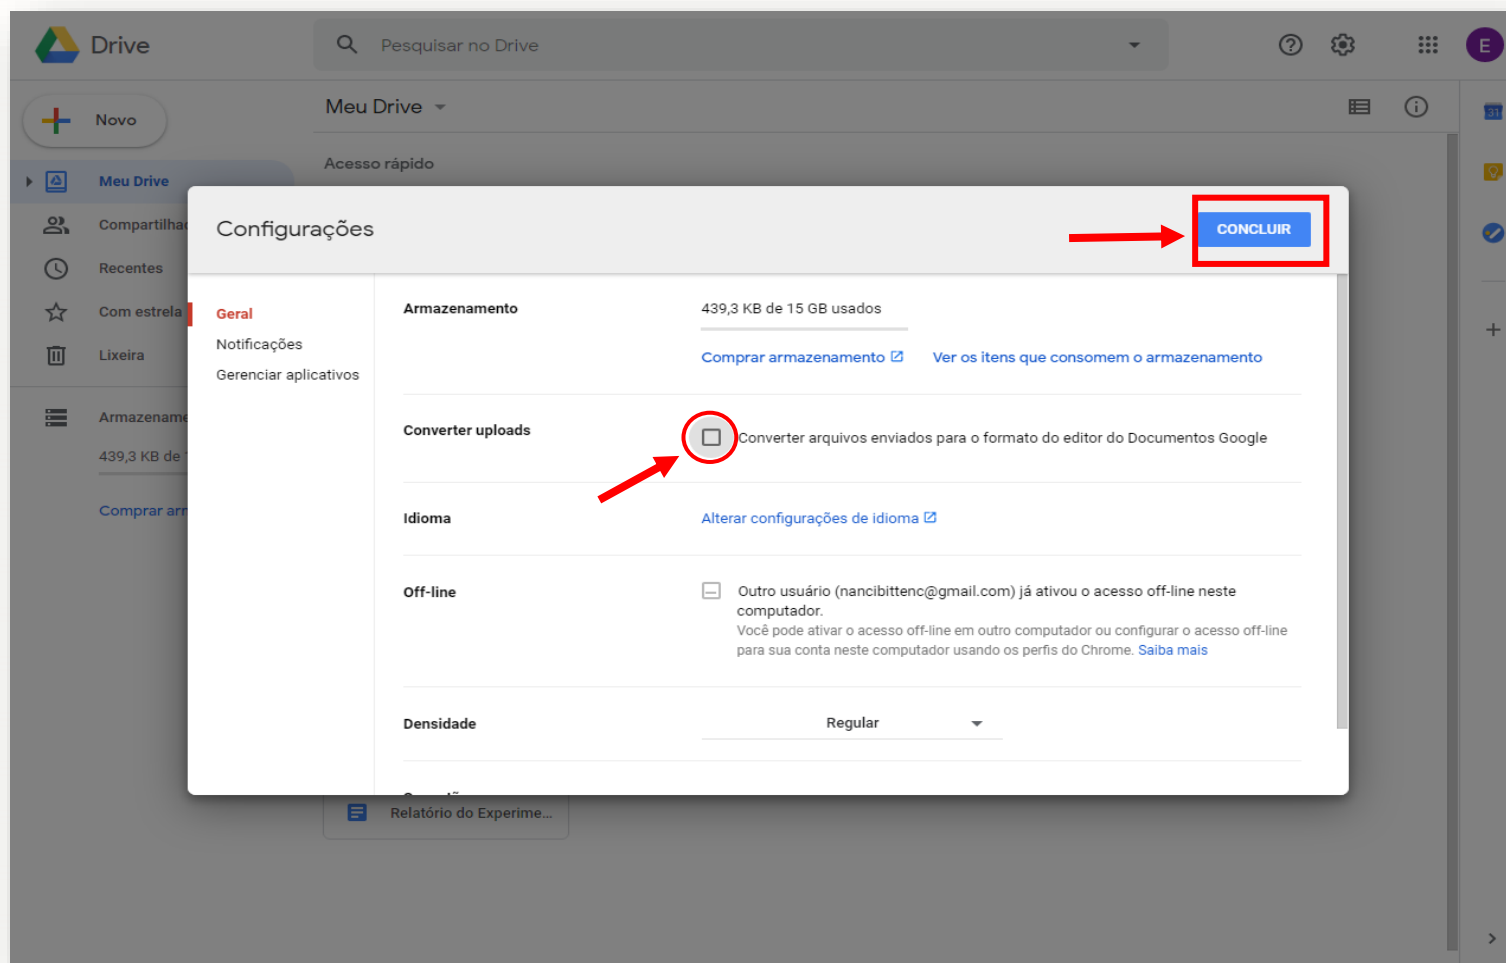 Drive
Pesquisar no Drive
E
Novo
Meu Drive
31
Acesso rápido
Meu Drive
Compartilhad
Recentes
Com estrela
Lixeira
Armazename
439,3 KB de
Comprar arm
Configurações
CONCLUIR
Geral
Notificações
Gerenciar aplicativos
Armazenamento
439,3 KB de 15 GB usados
Comprar armazenamento
Ver os itens que consomem o armazenamento
Converter uploads
Converter arquivos enviados para o formato do editor do Documentos Google
Idioma
Alterar configurações de idioma
Off-line
Outro usuário (nancibittenc@gmail.com) já ativou o acesso off-line neste
computador.
Você pode ativar o acesso off-line em outro computador ou configurar o acesso off-line
para sua conta neste computador usando os perfis do Chrome. Saiba mais
Densidade
Regular
Relatório do Experime...